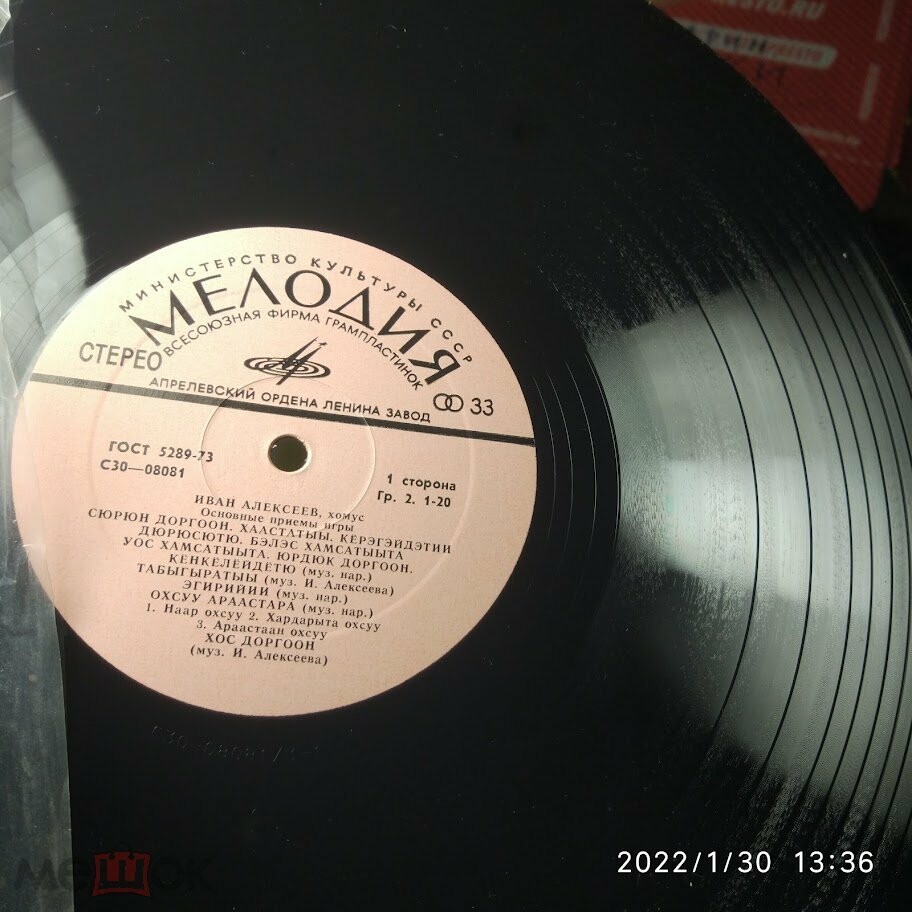 МИНИСТЕРСТВО КУЛЬТУРЫ СССР
МЕЛОДИЯ
ВСЕСОЮЗНАЯ ФИРМА ГРАМПЛАСТИНОК
СТЕРЕО
АПРЕЛЕВСКИЙ ОРДЕНА ЛЕНИНА ЗАВОД
33
ГОСТ 5289-73
С30—08081
1 сторона
Гр. 2. 1-20
ИВАН АЛЕКСЕЕВ, хомус
Основные приемы игры
СЮРЮН ДОРГООН. ХААСТАТЫЫ. КЕРЭГЭЙДЭТИИ
ДЮРЮСЮТЮ. БЭЛЭС ХАМСАТЫЫТА
УОС ХАМСАТЫЫТА. ЮРДЮК ДОРГООН.
КЕНКЕЛЕЙДЕТЮ (муз. нар.)
ТАБЫГЫРАТЫЫ (муз. И. Алексеева)
ЭГИРИЙИИ (муз. нар.)
ОХСУУ АРААСТАРА (муз. нар.)
1. Наар охсуу 2. Хардарыта охсуу
3. Араастаан охсуу
ХОС ДОРГООН
(муз. И. Алексеева)
2022/1/30 13:36
мешок